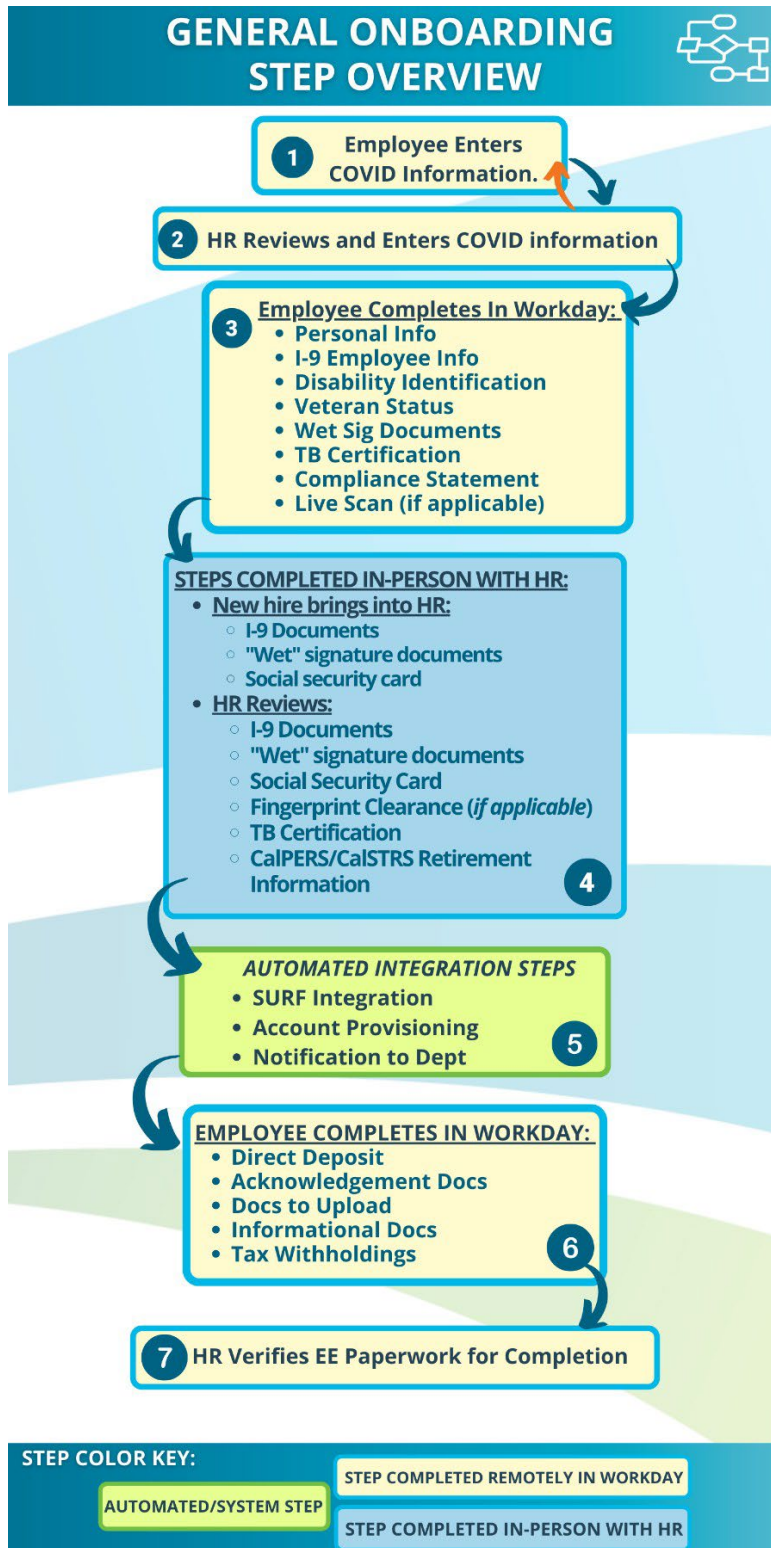 GENERAL ONBOARDING
STEP OVERVIEW
1
Employee Enters
COVID Information.
2
HR Reviews and Enters COVID information
3
Employee Completes In Workday:
• Personal Info
• I-9 Employee Info
• Disability Identification
• Veteran Status
• Wet Sig Documents
• TB Certification
• Compliance Statement
• Live Scan (if applicable)
STEPS COMPLETED IN-PERSON WITH HR:
• New hire brings into HR:
○ I-9 Documents
○ "Wet" signature documents
○ Social security card
• HR Reviews:
○ I-9 Documents
○ "Wet" signature documents
○ Social Security Card
○ Fingerprint Clearance (if applicable)
○ TB Certification
○ CalPERS/CalSTRS Retirement
Information
4
AUTOMATED INTEGRATION STEPS
• SURF Integration
• Account Provisioning
• Notification to Dept
5
EMPLOYEE COMPLETES IN WORKDAY:
• Direct Deposit
• Acknowledgement Docs
• Docs to Upload
• Informational Docs
• Tax Withholdings
6
7
HR Verifies EE Paperwork for Completion
STEP COLOR KEY:
AUTOMATED/SYSTEM STEP
STEP COMPLETED REMOTELY IN WORKDAY
STEP COMPLETED IN-PERSON WITH HR